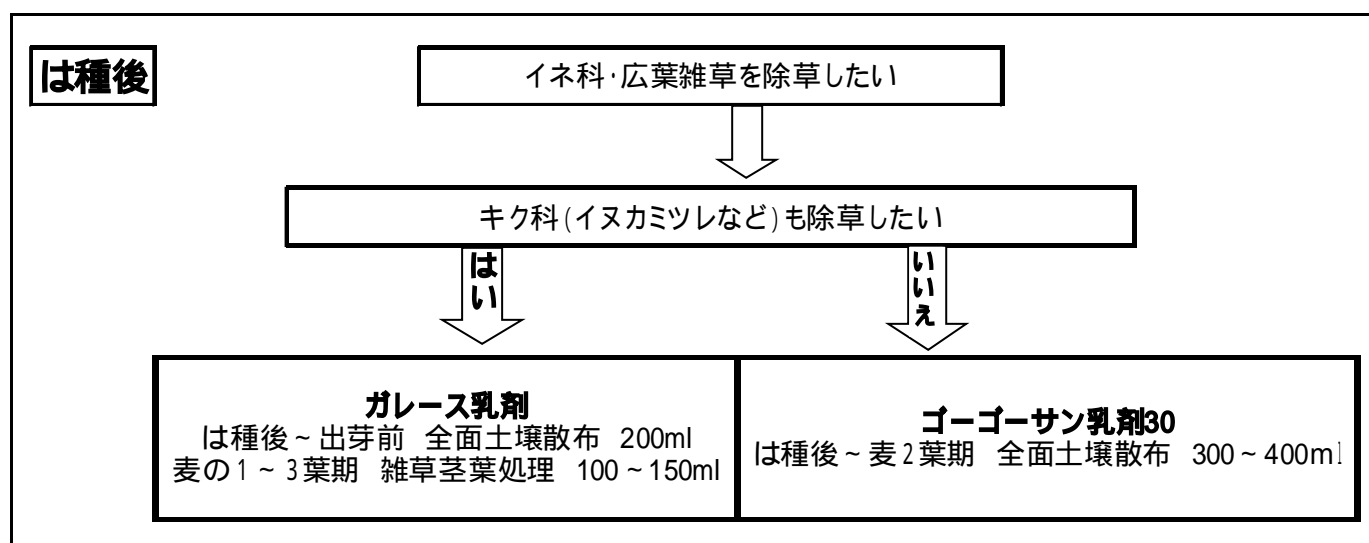 は種後
イネ科・広葉雑草を除草したい
キク科(イヌカミツレなど)も除草したい
はい
いいえ
ガレース乳剤
は種後~出芽前 全面土壌散布 200ml
麦の1~3葉期 雑草茎葉処理 100~150ml
ゴーゴーサン乳剤30
は種後~麦2葉期 全面土壌散布 300~400ml